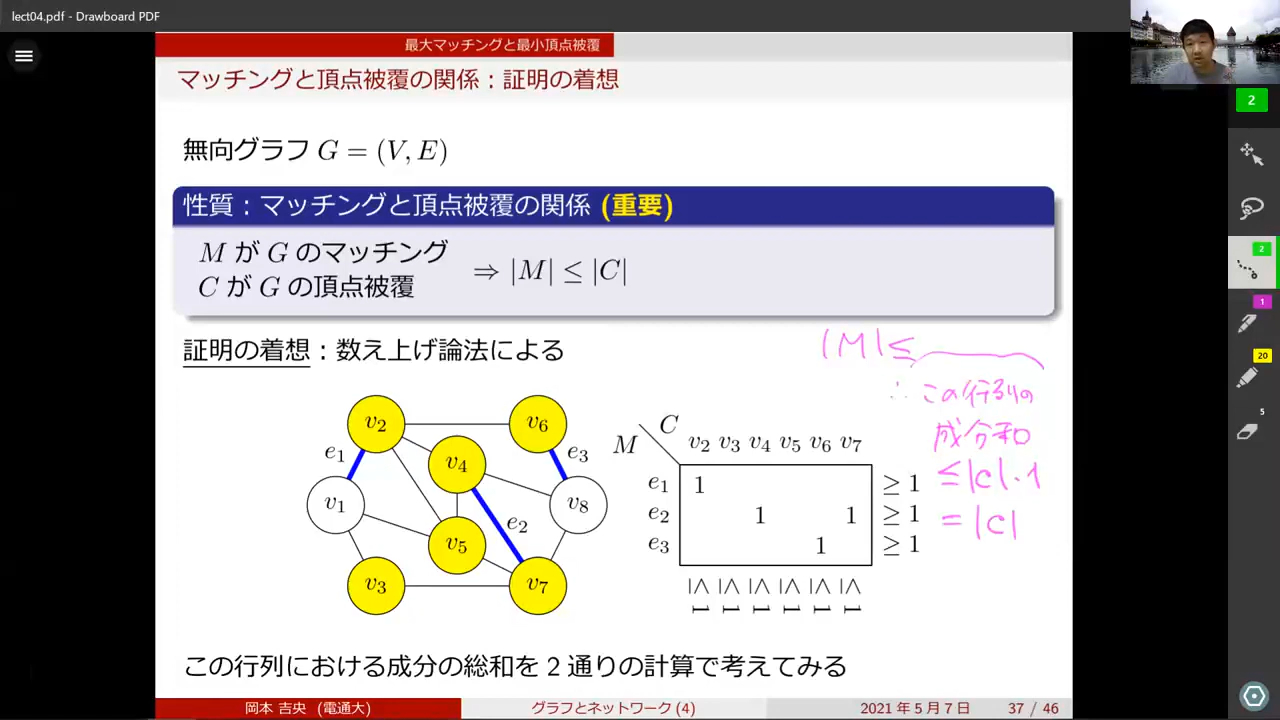 lect04.pdf - Drawboard PDF
最大マッチングと最小頂点被覆
マッチングと頂点被覆の関係：証明の着想
無向グラフ G = (V, E)
性質：マッチングと頂点被覆の関係 (重要)
M が G のマッチング
C が G の頂点被覆
⇒ |M| ≤ |C|
証明の着想：数え上げ論法による
|M| ≤
∴ この行列の
成分和
≤ |C|・1
= |C|
v2 v6
e1 v4 e3
v1 v8
e2
v5
v3 v7
C
M v2 v3 v4 v5 v6 v7
e1 1 ≥ 1
e2 1 1 ≥ 1
e3 1 ≥ 1
≤ ≤ ≤ ≤ ≤ ≤
1 1 1 1 1 1
この行列における成分の総和を 2 通りの計算で考えてみる
岡本 吉央 (電通大)
グラフとネットワーク (4)
2021 年 5 月 7 日
37 / 46
2
2
1
20
5